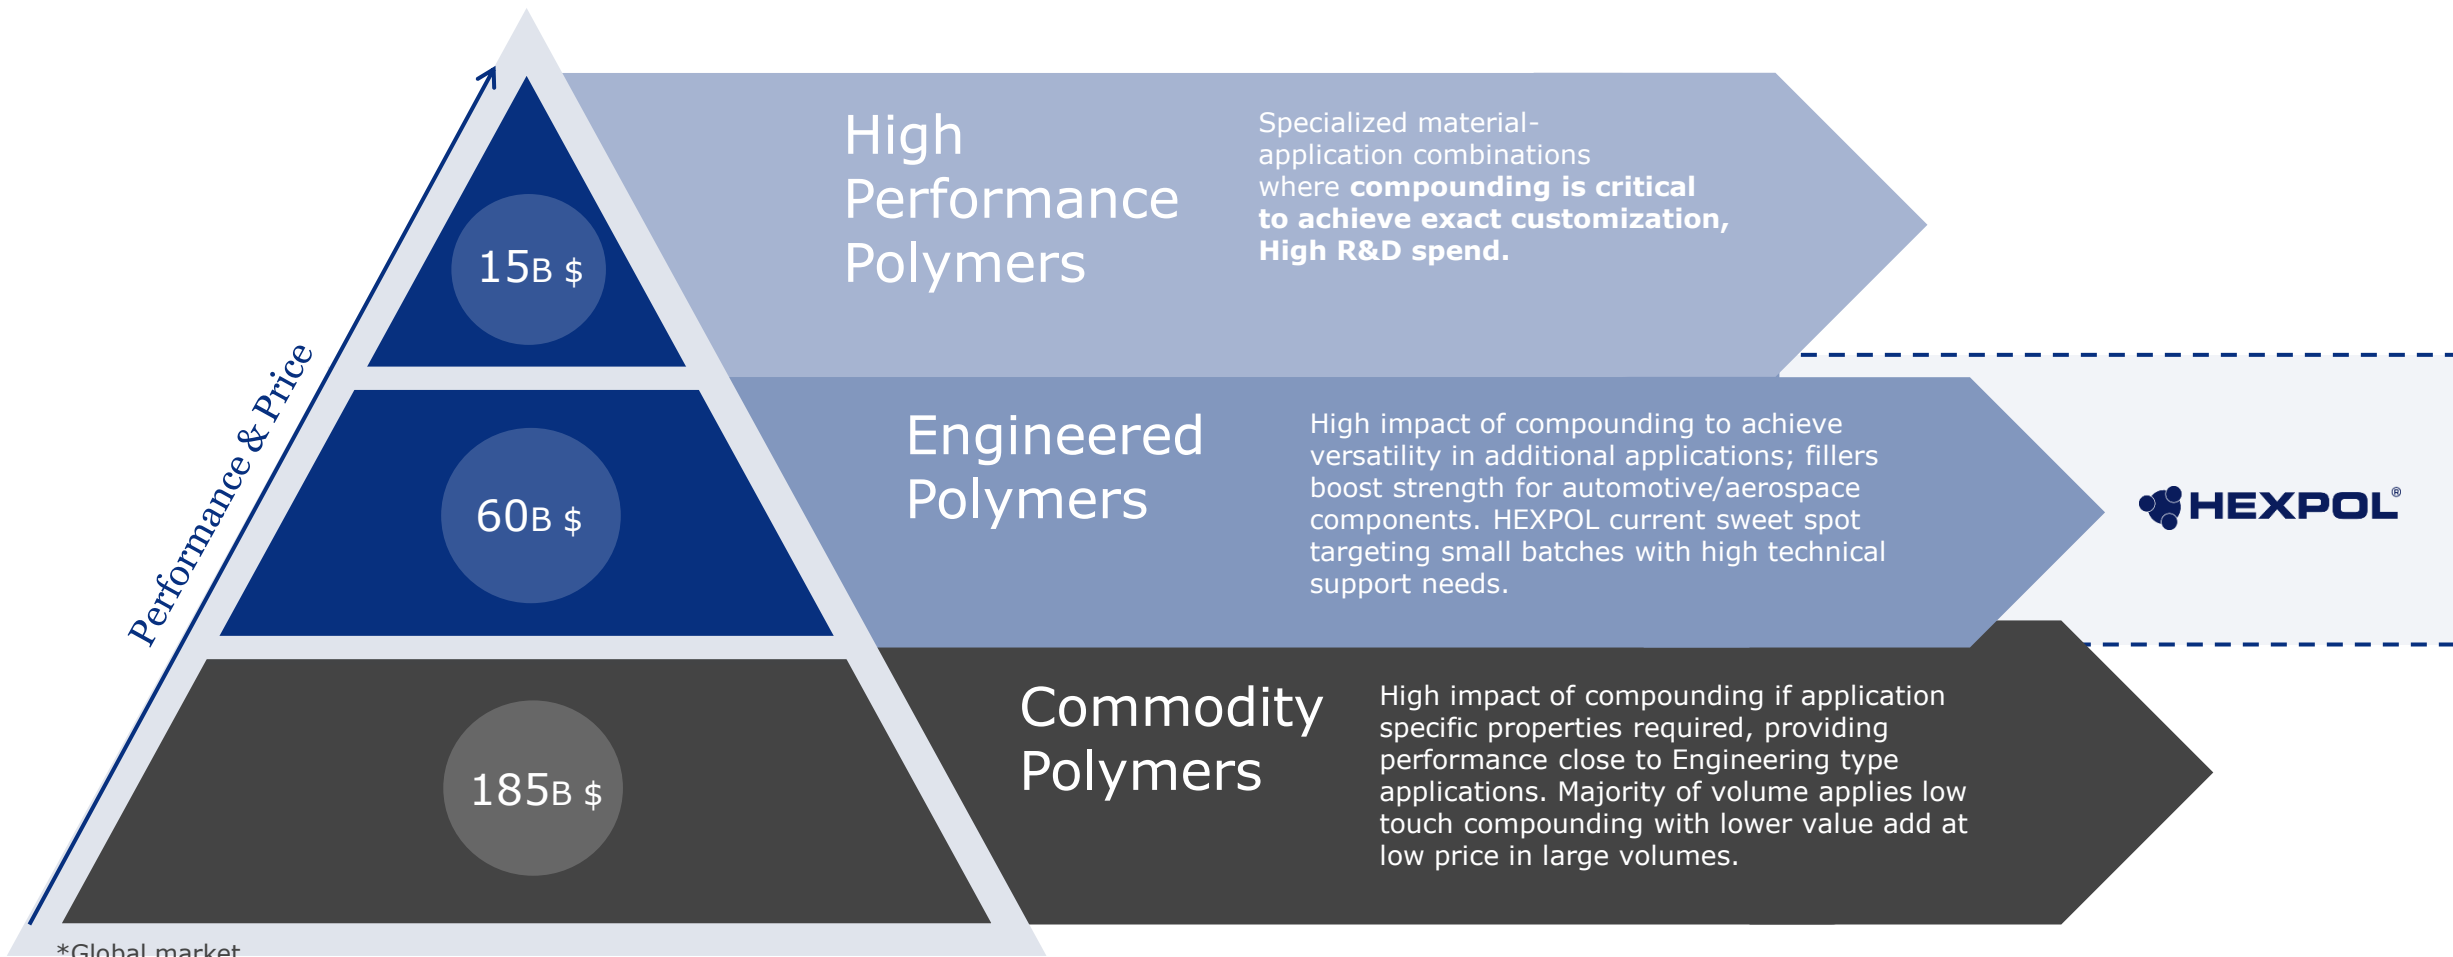 High
Performance
Polymers
Specialized material-
application combinations
where compounding is critical
to achieve exact customization,
High R&D spend.
15B $
Performance & Price
Engineered
Polymers
High impact of compounding to achieve
versatility in additional applications; fillers
boost strength for automotive/aerospace
components. HEXPOL current sweet spot
targeting small batches with high technical
support needs.
60B $
HEXPOL®
Commodity
Polymers
High impact of compounding if application
specific properties required, providing
performance close to Engineering type
applications. Majority of volume applies low
touch compounding with lower value add at
low price in large volumes.
185B $
*Global market